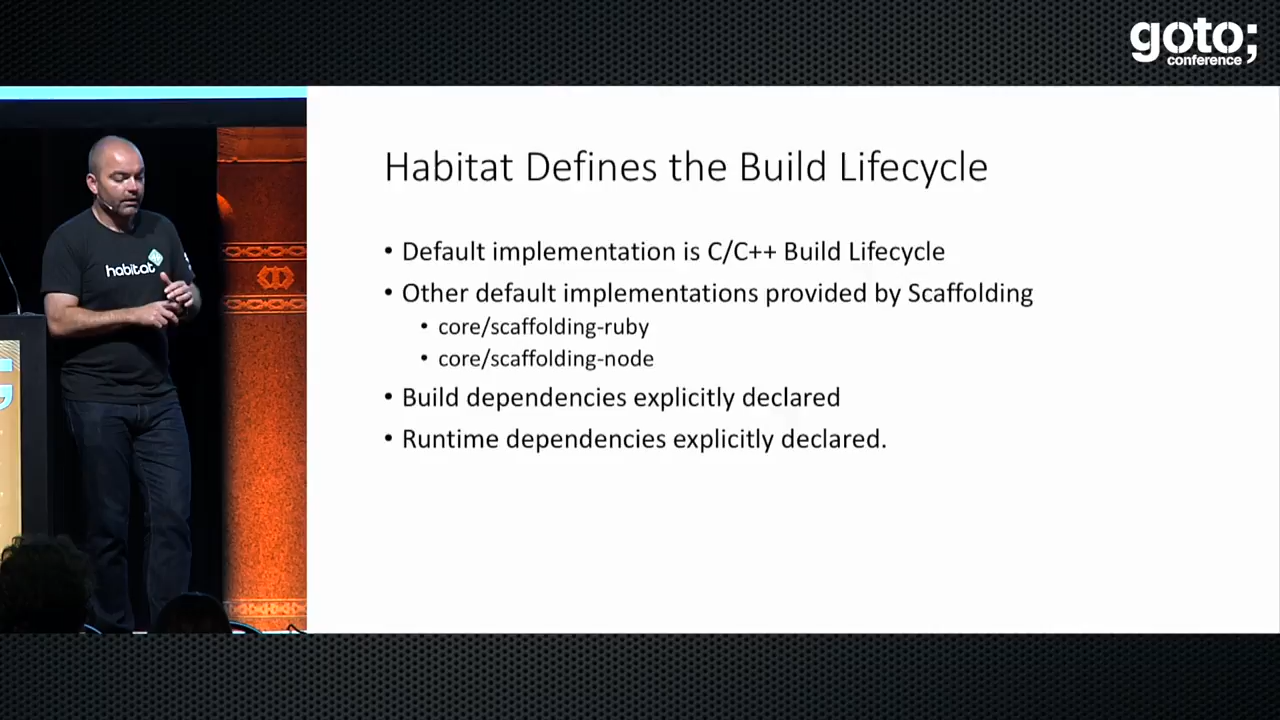 goto;
conference
habitat
Habitat Defines the Build Lifecycle
• Default implementation is C/C++ Build Lifecycle
• Other default implementations provided by Scaffolding
• core/scaffolding-ruby
• core/scaffolding-node
• Build dependencies explicitly declared
• Runtime dependencies explicitly declared.